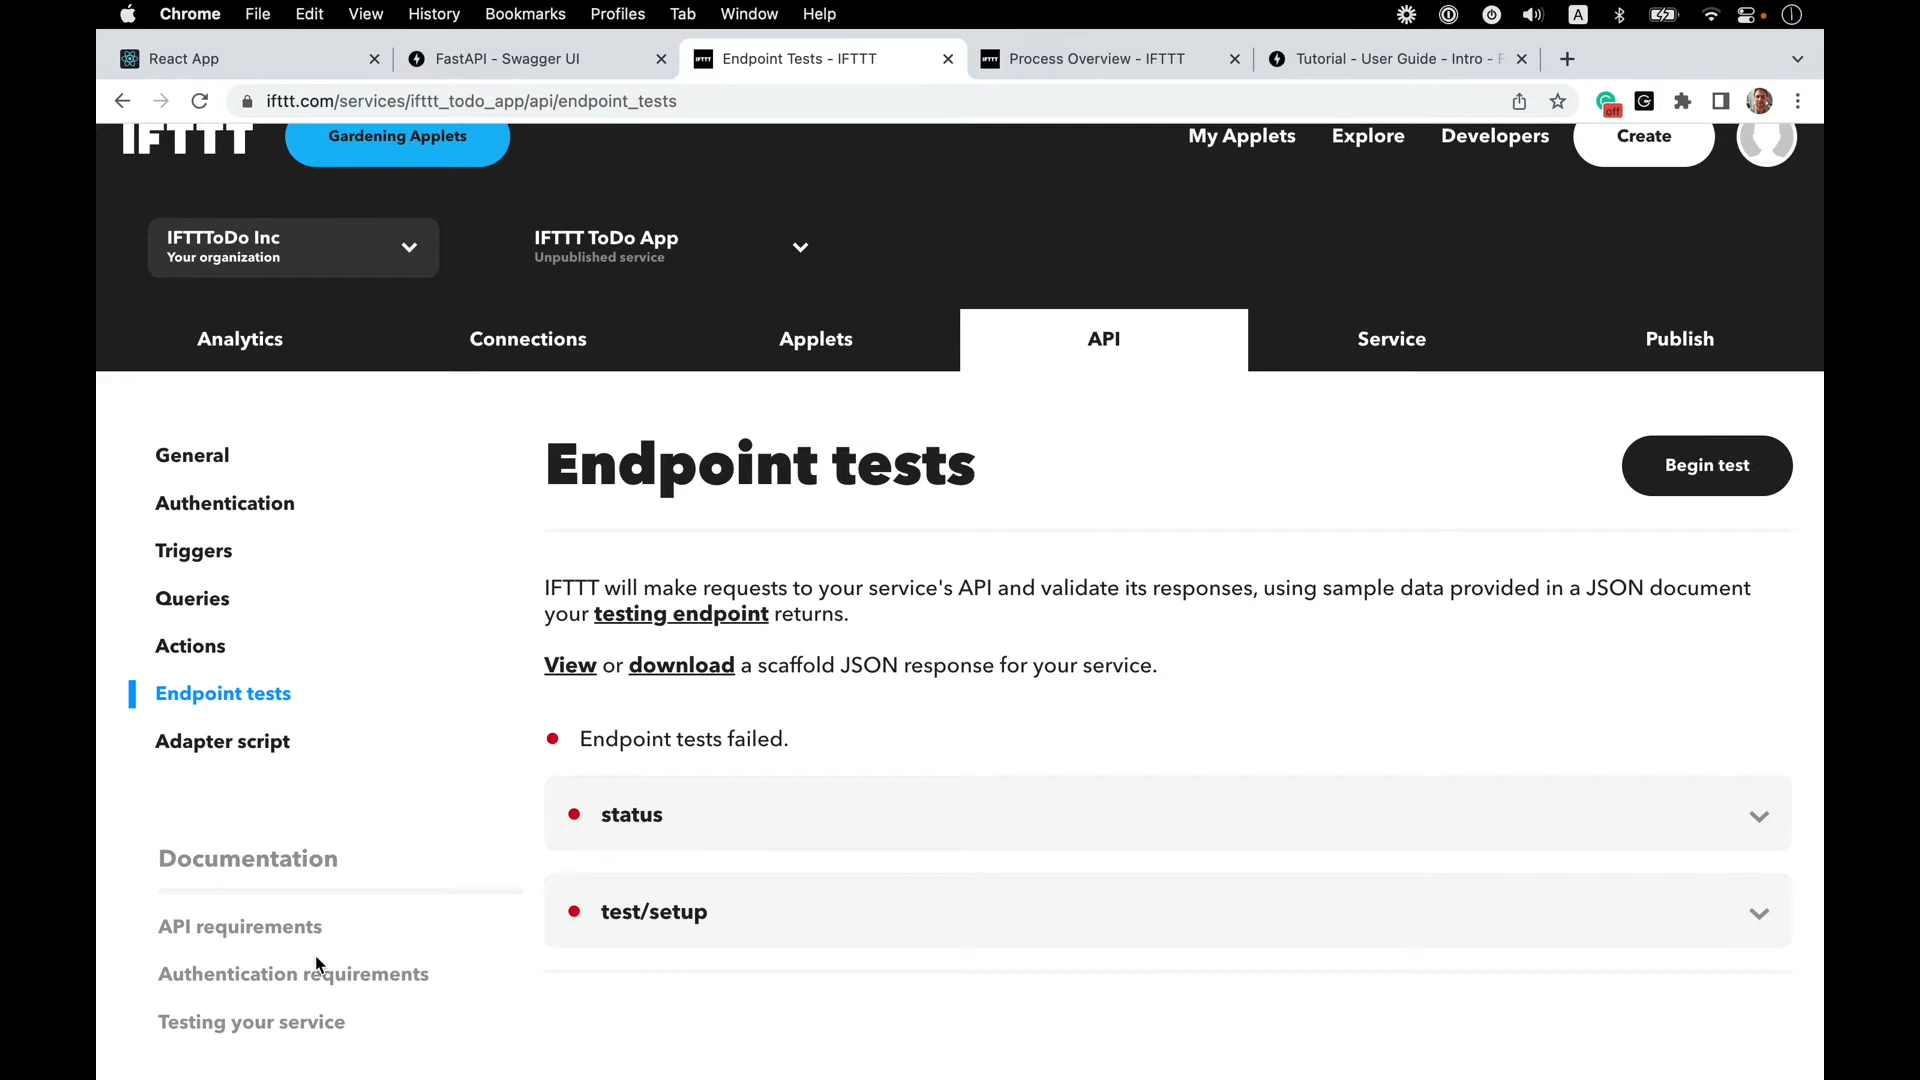 Chrome File Edit View History Bookmarks Profiles Tab Window Help
React App
FastAPI - Swagger UI
Endpoint Tests - IFTTT
Process Overview - IFTTT
Tutorial - User Guide - Intro -
ifttt.com/services/ifttt_todo_app/api/endpoint_tests
off
IFTTT
Gardening Applets
My Applets
Explore
Developers
Create
IFTTToDo Inc
Your organization
IFTTT ToDo App
Unpublished service
Analytics
Connections
Applets
API
Service
Publish
General
Authentication
Triggers
Queries
Actions
Endpoint tests
Adapter script
Documentation
API requirements
Authentication requirements
Testing your service
Endpoint tests
Begin test
IFTTT will make requests to your service's API and validate its responses, using sample data provided in a JSON document
your testing endpoint returns.
View or download a scaffold JSON response for your service.
Endpoint tests failed.
status
test/setup